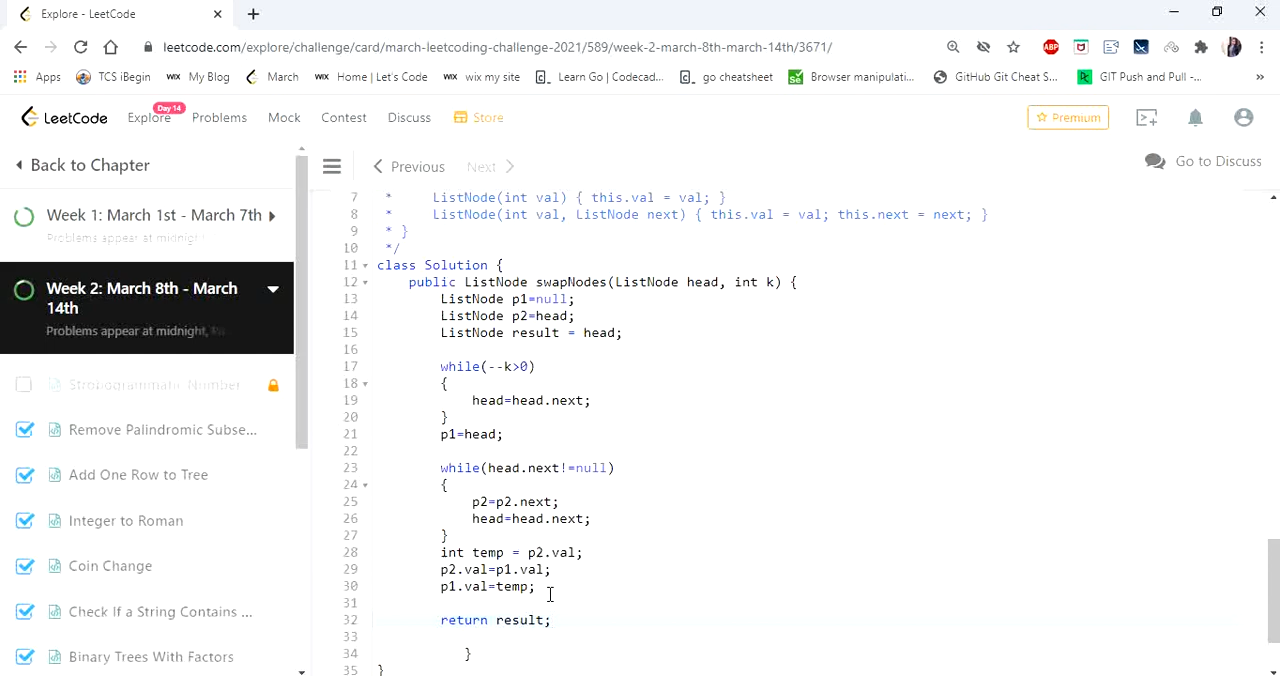 Explore - LeetCode
leetcode.com/explore/challenge/card/march-leetcoding-challenge-2021/589/week-2-march-8th-march-14th/3671/
ABP
Apps TCS iBegin WIX My Blog March WIX Home | Let's Code WIX wix my site Learn Go | Codecad... go cheatsheet Browser manipulati... GitHub Git Cheat S... GIT Push and Pull -... »
LeetCode Explore Day 14 Problems Mock Contest Discuss Store Premium
Back to Chapter
Previous Next Go to Discuss
Week 1: March 1st - March 7th
Problems appear at midnight
Week 2: March 8th - March 14th
Problems appear at midnight,
Strobogrammatic Number
Remove Palindromic Subse...
Add One Row to Tree
Integer to Roman
Coin Change
Check If a String Contains ...
Binary Trees With Factors
7 * ListNode(int val) { this.val = val; }
8 * ListNode(int val, ListNode next) { this.val = val; this.next = next; }
9 * }
10 */
11 class Solution {
12 public ListNode swapNodes(ListNode head, int k) {
13 ListNode p1=null;
14 ListNode p2=head;
15 ListNode result = head;
16
17 while(--k>0)
18 {
19 head=head.next;
20 }
21 p1=head;
22
23 while(head.next!=null)
24 {
25 p2=p2.next;
26 head=head.next;
27 }
28 int temp = p2.val;
29 p2.val=p1.val;
30 p1.val=temp;
31
32 return result;
33
34 }
35 }